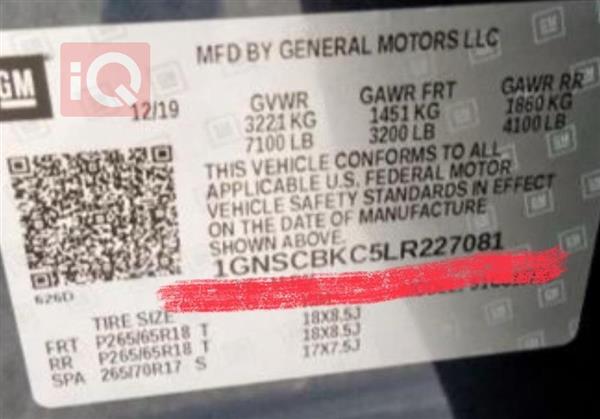 GM
iQ
MFD BY GENERAL MOTORS LLC
12/19
GVWR GAWR FRT GAWR RR
3221 KG 1451 KG 1860 KG
7100 LB 3200 LB 4100 LB
THIS VEHICLE CONFORMS TO ALL
APPLICABLE U.S. FEDERAL MOTOR
VEHICLE SAFETY STANDARDS IN EFFECT
ON THE DATE OF MANUFACTURE
SHOWN ABOVE.
1GNSCBKC5LR227081
626D
TIRE SIZE
FRT P265/65R18 T 18X8.5J
RR P265/65R18 T 18X8.5J
SPA 265/70R17 S 17X7.5J